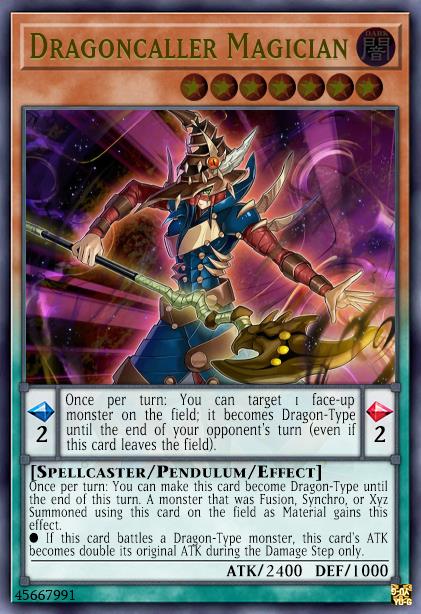 Dragoncaller Magician
DARK
闇
Once per turn: You can target 1 face-up
monster on the field; it becomes Dragon-Type
until the end of your opponent's turn (even if
this card leaves the field).
2
2
[Spellcaster/Pendulum/Effect]
Once per turn: You can make this card become Dragon-Type until
the end of this turn. A monster that was Fusion, Synchro, or Xyz
Summoned using this card on the field as Material gains this
effect.
● If this card battles a Dragon-Type monster, this card's ATK
becomes double its original ATK during the Damage Step only.
ATK/2400 DEF/1000
45667991